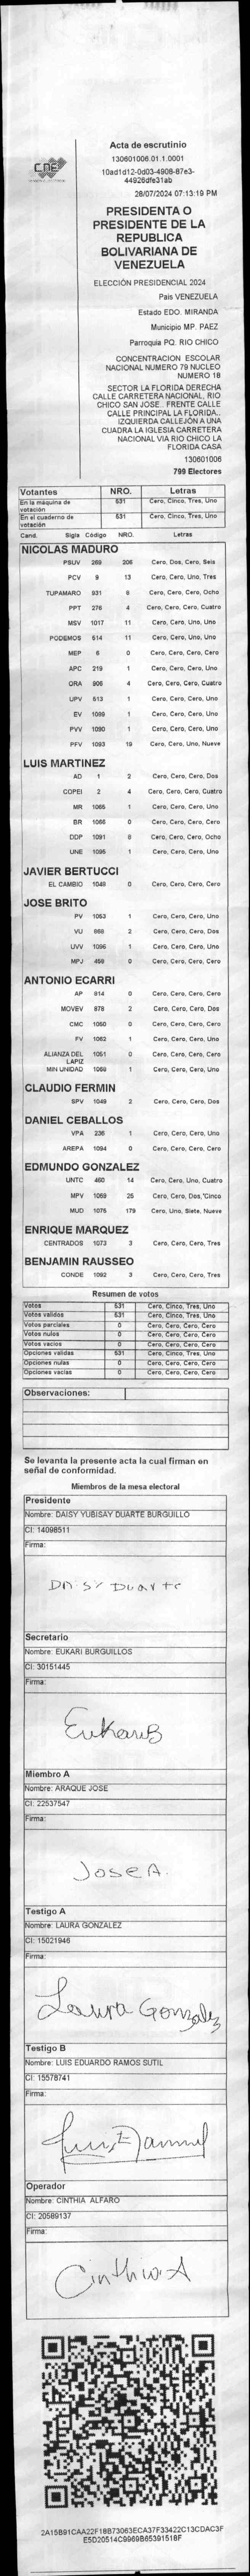 CNE
Acta de escrutinio
130601006.01.1.0001
10ad1d12-0d03-4908-87e3-
44926dfe31ab
28/07/2024 07:13:19 PM
PRESIDENTA O
PRESIDENTE DE LA
REPUBLICA
BOLIVARIANA DE
VENEZUELA
ELECCIÓN PRESIDENCIAL 2024
Pais VENEZUELA
Estado EDO. MIRANDA
Municipio MP. PAEZ
Parroquia PQ. RIO CHICO
CONCENTRACION ESCOLAR
NACIONAL NUMERO 79 NUCLEO
NUMERO 18
SECTOR LA FLORIDA DERECHA
CALLE CARRETERA NACIONAL, RIO
CHICO SAN JOSE. FRENTE CALLE
CALLE PRINCIPAL LA FLORIDA..
IZQUIERDA CALLEJÓN A UNA
CUADRA LA IGLESIA CARRETERA
NACIONAL VIA RIO CHICO LA
FLORIDA CASA
130601006
799 Electores
Votantes NRO. Letras
En la máquina de votación 531 Cero, Cinco, Tres, Uno
En el cuaderno de votación 531 Cero, Cinco, Tres, Uno
Cand. Sigla Código NRO. Letras
NICOLAS MADURO
PSUV 269 206 Cero, Dos, Cero, Seis
PCV 9 13 Cero, Cero, Uno, Tres
TUPAMARO 931 8 Cero, Cero, Cero, Ocho
PPT 276 4 Cero, Cero, Cero, Cuatro
MSV 1017 11 Cero, Cero, Uno, Uno
PODEMOS 514 11 Cero, Cero, Uno, Uno
MEP 6 0 Cero, Cero, Cero, Cero
APC 219 1 Cero, Cero, Cero, Uno
ORA 906 4 Cero, Cero, Cero, Cuatro
UPV 513 1 Cero, Cero, Cero, Uno
EV 1089 1 Cero, Cero, Cero, Uno
PVV 1090 1 Cero, Cero, Cero, Uno
PFV 1093 19 Cero, Cero, Uno, Nueve
LUIS MARTINEZ
AD 1 2 Cero, Cero, Cero, Dos
COPEI 2 4 Cero, Cero, Cero, Cuatro
MR 1065 1 Cero, Cero, Cero, Uno
BR 1066 0 Cero, Cero, Cero, Cero
DDP 1091 8 Cero, Cero, Cero, Ocho
UNE 1095 1 Cero, Cero, Cero, Uno
JAVIER BERTUCCI
EL CAMBIO 1048 0 Cero, Cero, Cero, Cero
JOSE BRITO
PV 1053 1 Cero, Cero, Cero, Uno
VU 868 2 Cero, Cero, Cero, Dos
UVV 1096 1 Cero, Cero, Cero, Uno
MPJ 459 0 Cero, Cero, Cero, Cero
ANTONIO ECARRI
AP 914 0 Cero, Cero, Cero, Cero
MOVEV 878 2 Cero, Cero, Cero, Dos
CMC 1050 0 Cero, Cero, Cero, Cero
FV 1062 1 Cero, Cero, Cero, Uno
ALIANZA DEL LAPIZ 1051 0 Cero, Cero, Cero, Cero
MIN UNIDAD 1069 1 Cero, Cero, Cero, Uno
CLAUDIO FERMIN
SPV 1049 2 Cero, Cero, Cero, Dos
DANIEL CEBALLOS
VPA 236 1 Cero, Cero, Cero, Uno
AREPA 1094 0 Cero, Cero, Cero, Cero
EDMUNDO GONZALEZ
UNTC 460 14 Cero, Cero, Uno, Cuatro
MPV 1069 25 Cero, Cero, Dos, Cinco
MUD 1075 179 Cero, Uno, Siete, Nueve
ENRIQUE MARQUEZ
CENTRADOS 1073 3 Cero, Cero, Cero, Tres
BENJAMIN RAUSSEO
CONDE 1092 3 Cero, Cero, Cero, Tres
Resumen de votos
Votos 531 Cero, Cinco, Tres, Uno
Votos validos 531 Cero, Cinco, Tres, Uno
Votos parciales 0 Cero, Cero, Cero, Cero
Votos nulos 0 Cero, Cero, Cero, Cero
Votos vacios 0 Cero, Cero, Cero, Cero
Opciones validas 531 Cero, Cinco, Tres, Uno
Opciones nulas 0 Cero, Cero, Cero, Cero
Opciones vacias 0 Cero, Cero, Cero, Cero
Observaciones:
Se levanta la presente acta la cual firman en
señal de conformidad.
Miembros de la mesa electoral
Presidente
Nombre: DAISY YUBISAY DUARTE BURGUILLO
CI: 14098511
Firma:
Daisy Duarte
Secretario
Nombre: EUKARI BURGUILLOS
CI: 30151445
Firma:
EukariB
Miembro A
Nombre: ARAQUE JOSE
CI: 22537547
Firma:
Jose A.
Testigo A
Nombre: LAURA GONZALEZ
CI: 15021946
Firma:
Laura Gonzalez
Testigo B
Nombre: LUIS EDUARDO RAMOS SUTIL
CI: 15578741
Firma:
Operador
Nombre: CINTHIA ALFARO
CI: 20589137
Firma:
Cinthia A
2A15B91CAA22F18B73063ECA37F33422C13CDAC3F
E5D20514C9969B65391518F